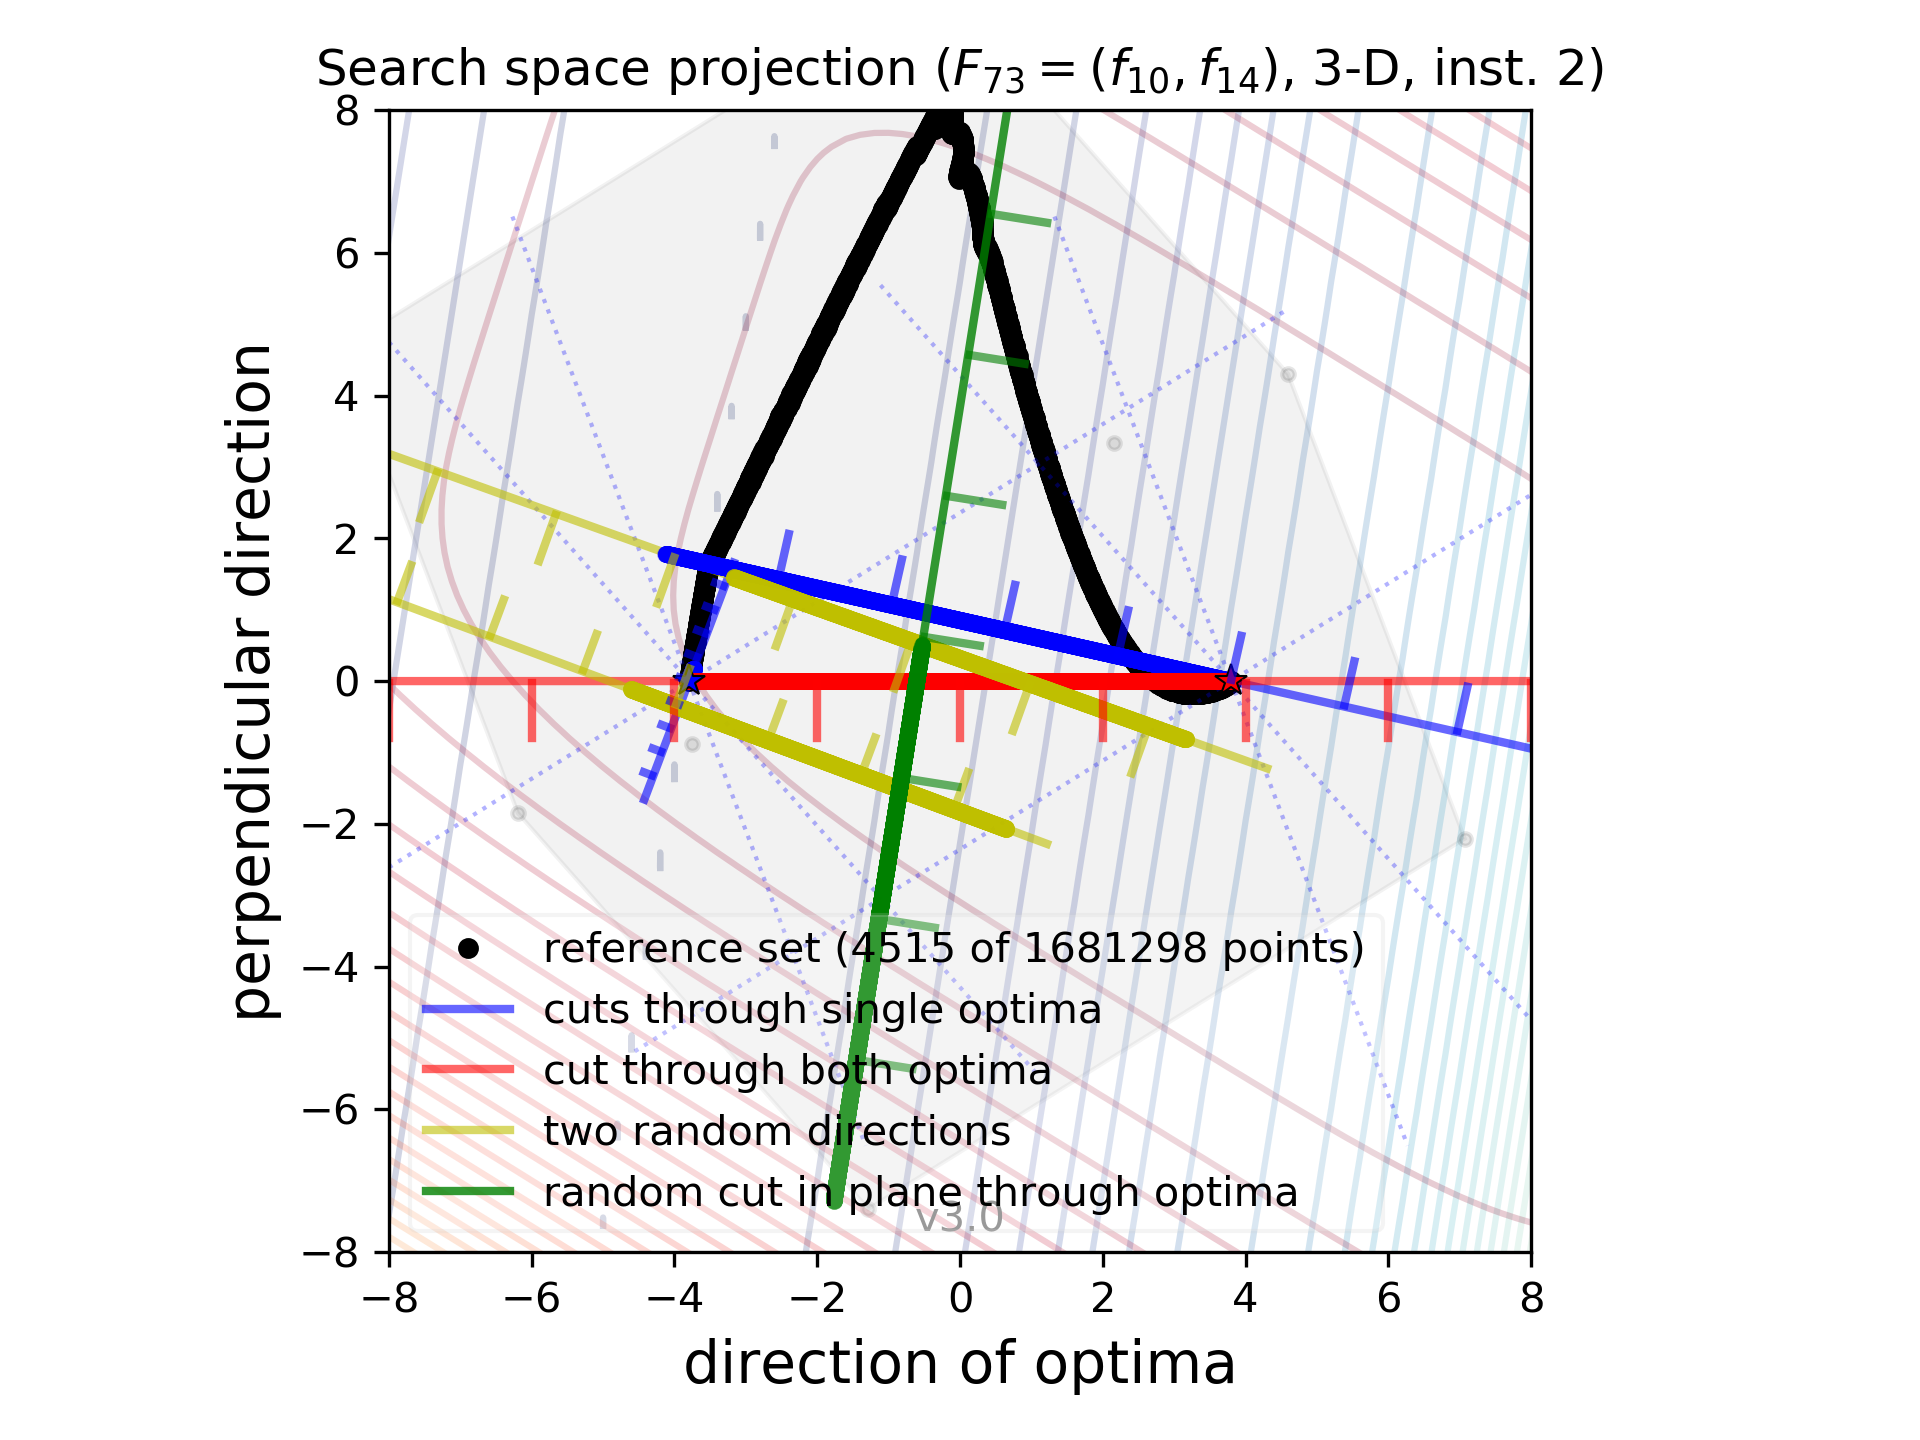 Search space projection (F73 = (f10, f14), 3-D, inst. 2)
perpendicular direction
8
6
4
2
0
−2
−4
−6
−8
reference set (4515 of 1681298 points)
cuts through single optima
cut through both optima
two random directions
random cut in plane through optima
v3.0
−8 −6 −4 −2 0 2 4 6 8
direction of optima